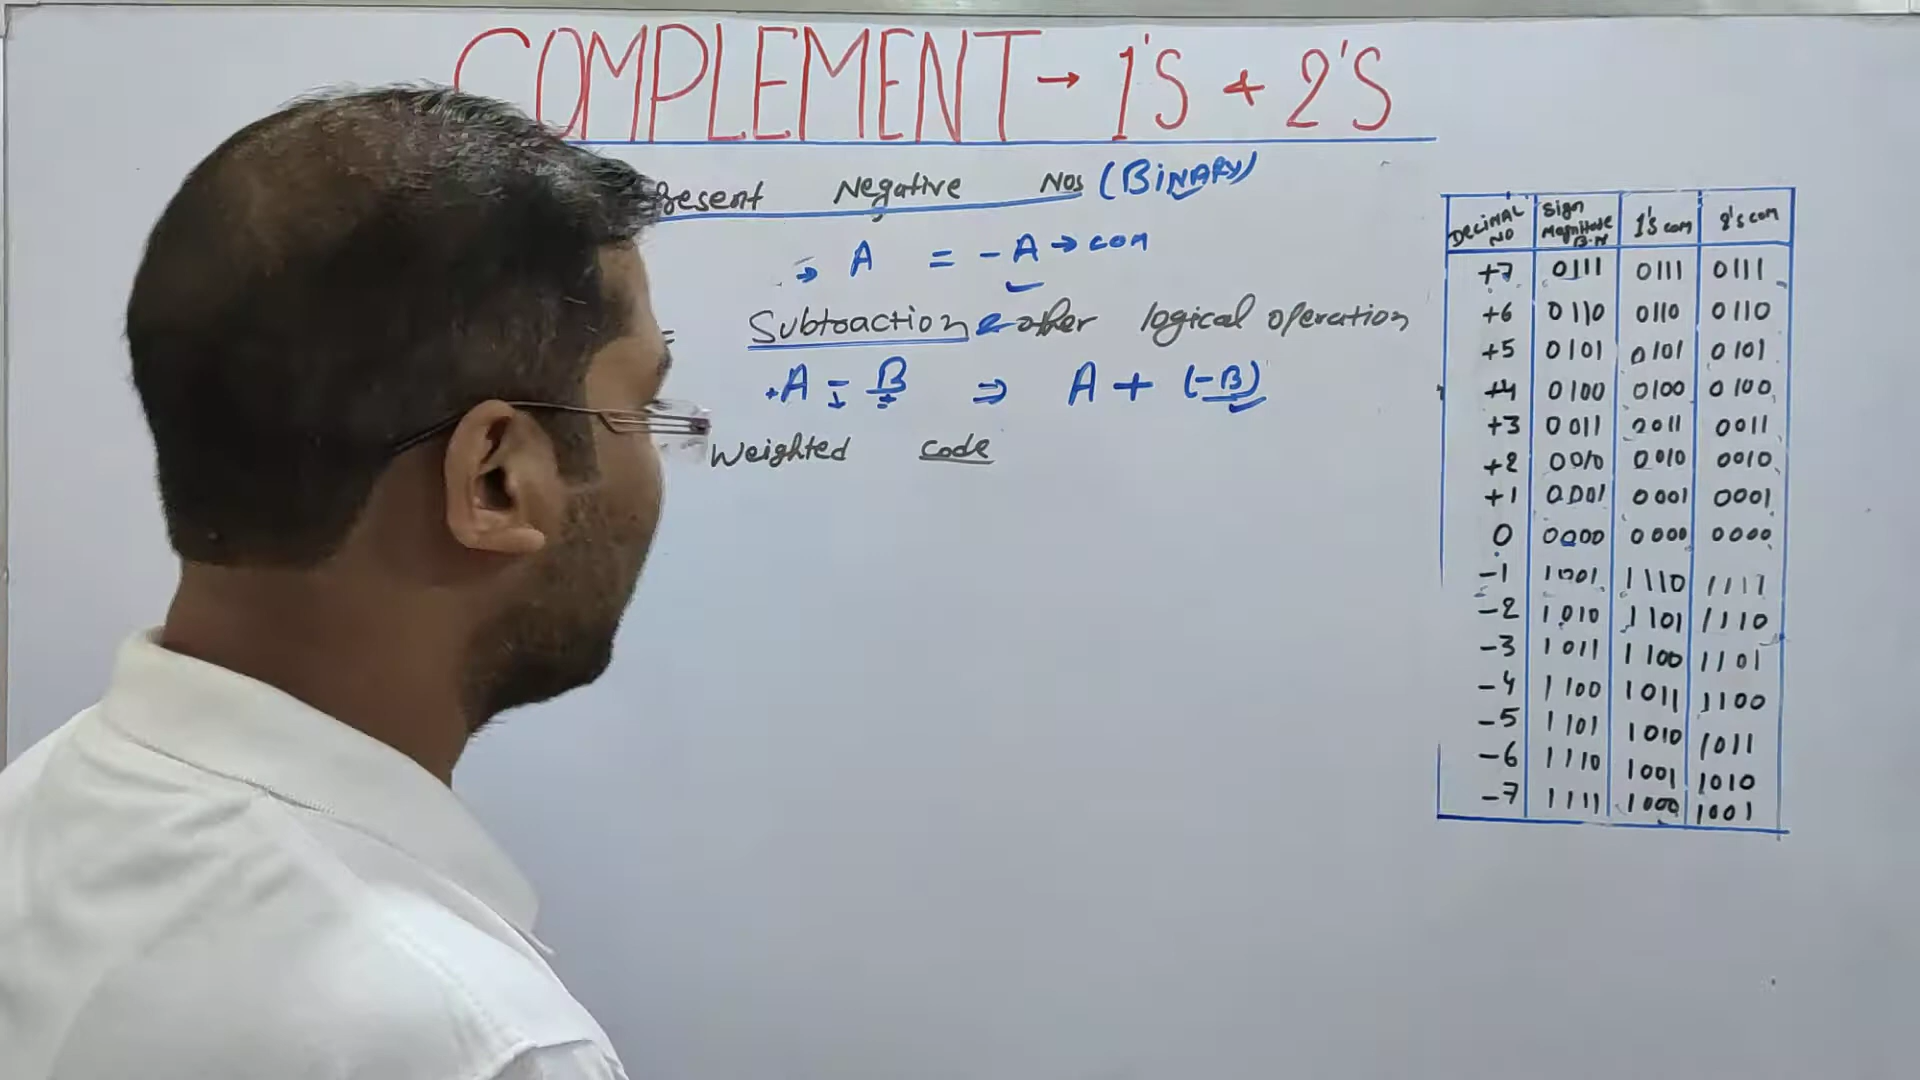 COMPLEMENT → 1'S & 2'S
present Negative Nos (BINARY)
→ A = -A → com
= Subtraction & other logical operation
+A - B ⇒ A + (-B)
Weighted code
DECIMAL NO | Sign Magnitude B.N | 1's com | 2's com
+7 0111 0111 0111
+6 0110 0110 0110
+5 0101 0101 0101
+4 0100 0100 0100
+3 0011 0011 0011
+2 0010 0010 0010
+1 0001 0001 0001
0 0000 0000 0000
-1 1001 1110 1111
-2 1010 1101 1110
-3 1011 1100 1101
-4 1100 1011 1100
-5 1101 1010 1011
-6 1110 1001 1010
-7 1111 1000 1001